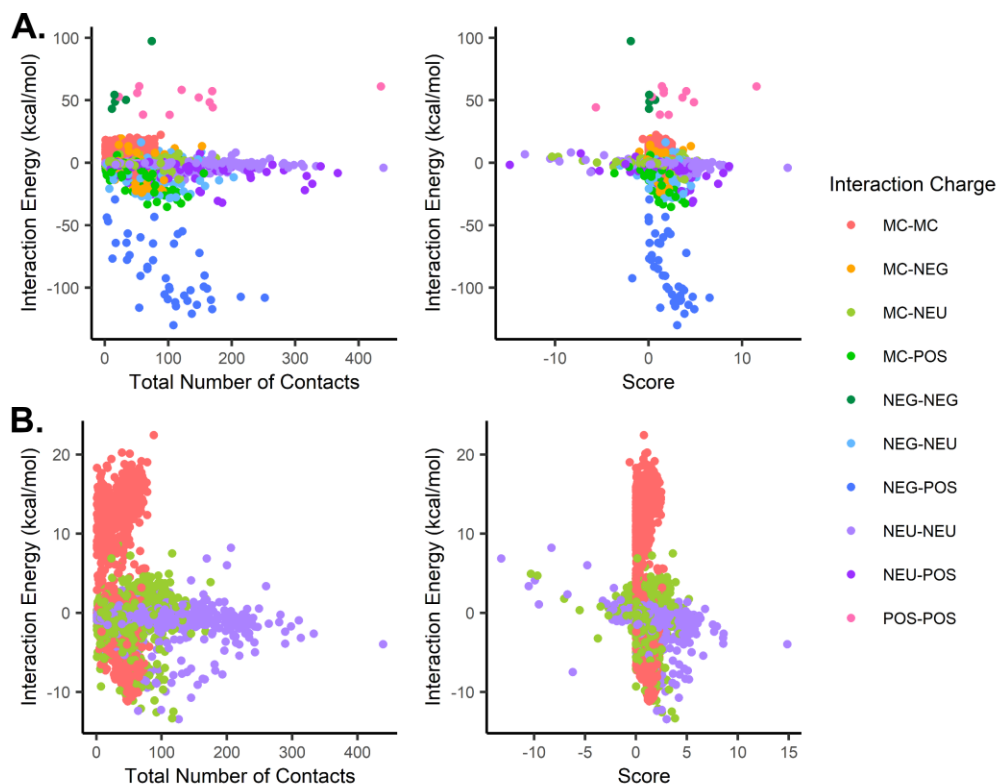 A.
Interaction Energy (kcal/mol)
100
50
0
-50
-100
0 100 200 300 400
Total Number of Contacts
Interaction Energy (kcal/mol)
100
50
0
-50
-100
-10 0 10
Score
B.
Interaction Energy (kcal/mol)
20
10
0
-10
0 100 200 300 400
Total Number of Contacts
Interaction Energy (kcal/mol)
20
10
0
-10
-10 -5 0 5 10 15
Score
Interaction Charge
MC-MC
MC-NEG
MC-NEU
MC-POS
NEG-NEG
NEG-NEU
NEG-POS
NEU-NEU
NEU-POS
POS-POS